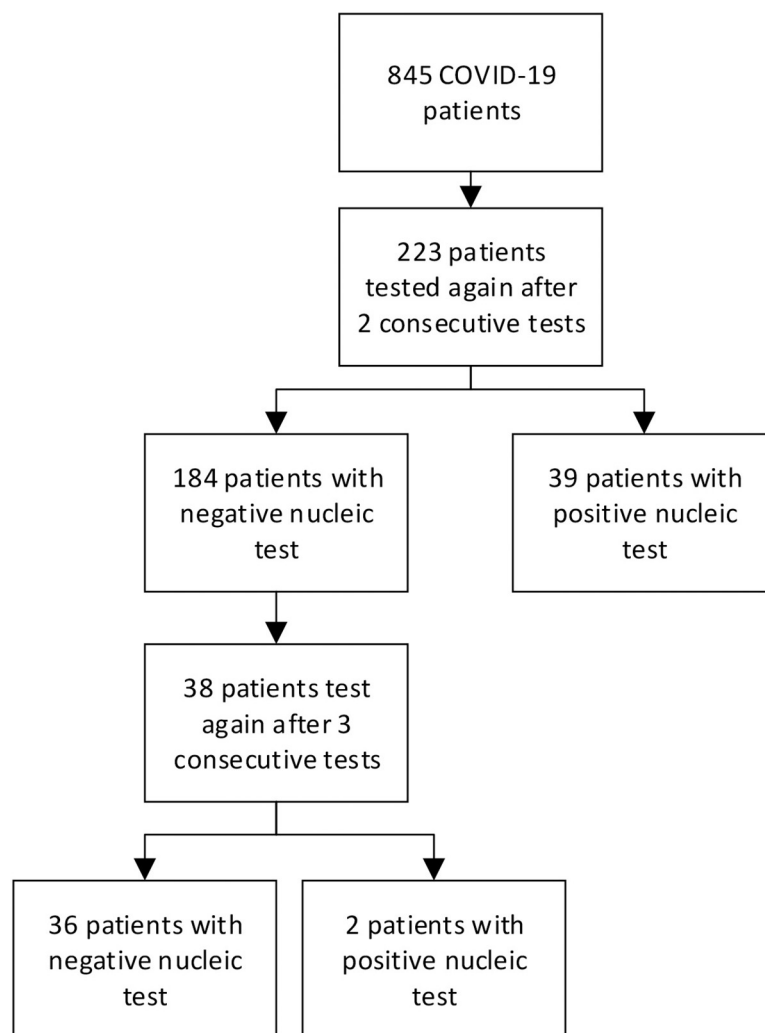 845 COVID-19
patients
223 patients
tested again after
2 consecutive tests
184 patients with
negative nucleic
test
39 patients with
positive nucleic
test
38 patients test
again after 3
consecutive tests
36 patients with
negative nucleic
test
2 patients with
positive nucleic
test